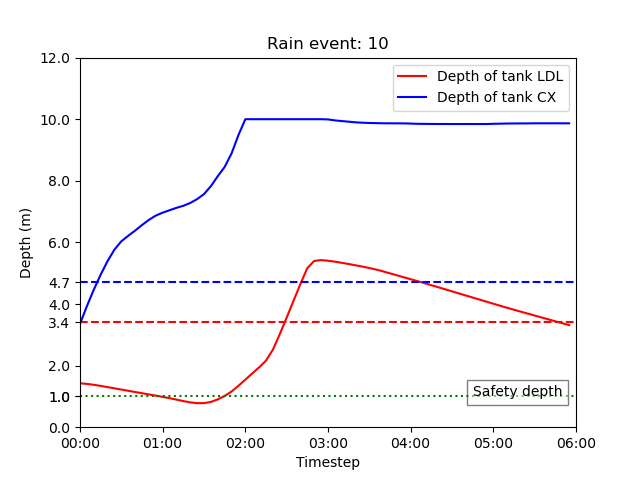 Rain event: 10
12.0
10.0
8.0
6.0
4.7
4.0
3.4
2.0
1.0
0.0
Depth (m)
Depth of tank LDL
Depth of tank CX
Safety depth
00:00 01:00 02:00 03:00 04:00 05:00 06:00
Timestep